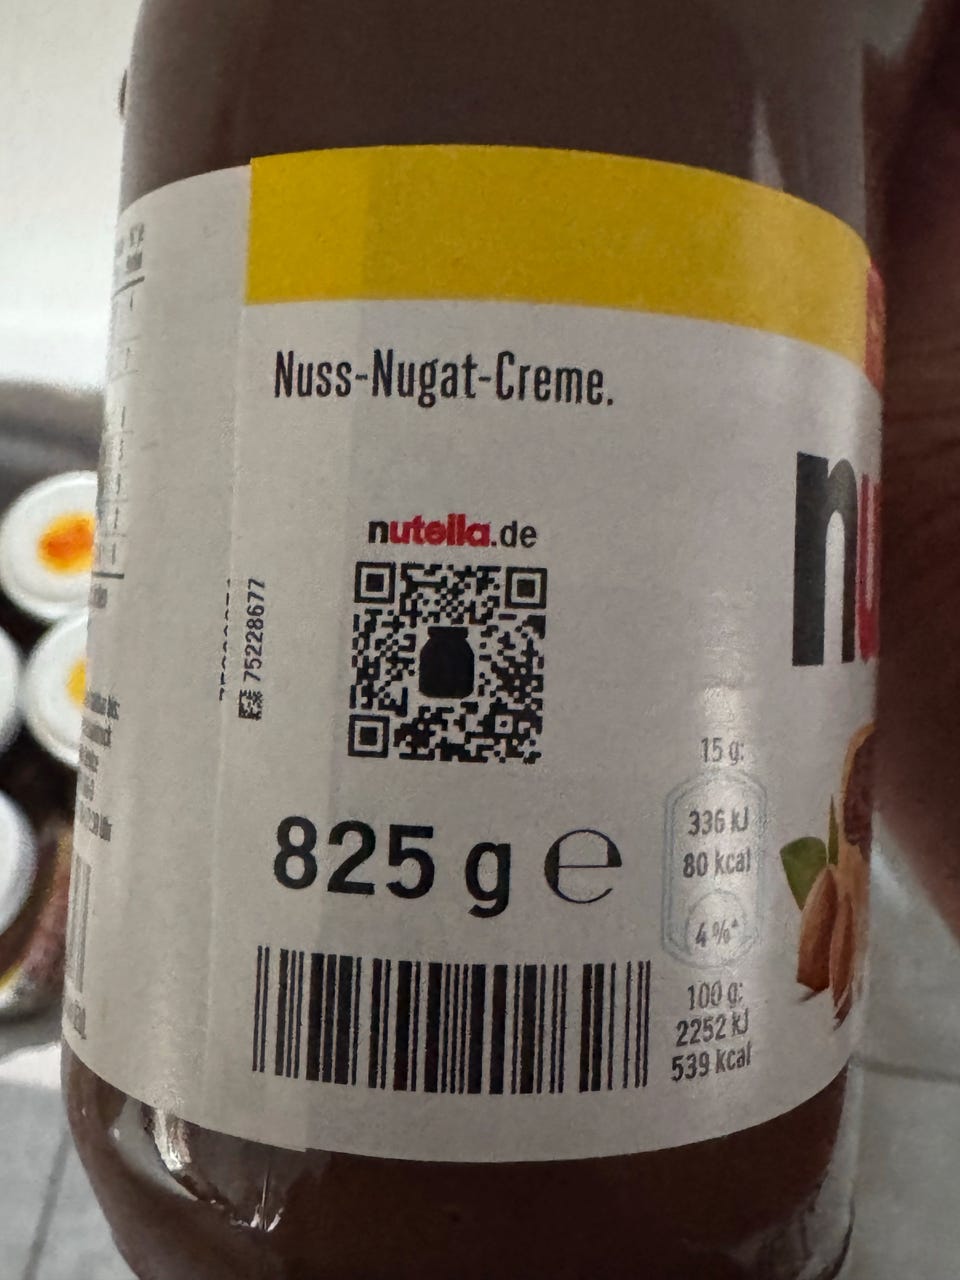 Nuss-Nugat-Creme.
nutella.de
75228677
825 g e
15 g:
336 kJ
80 kcal
4 %*
100 g:
2252 kJ
539 kcal